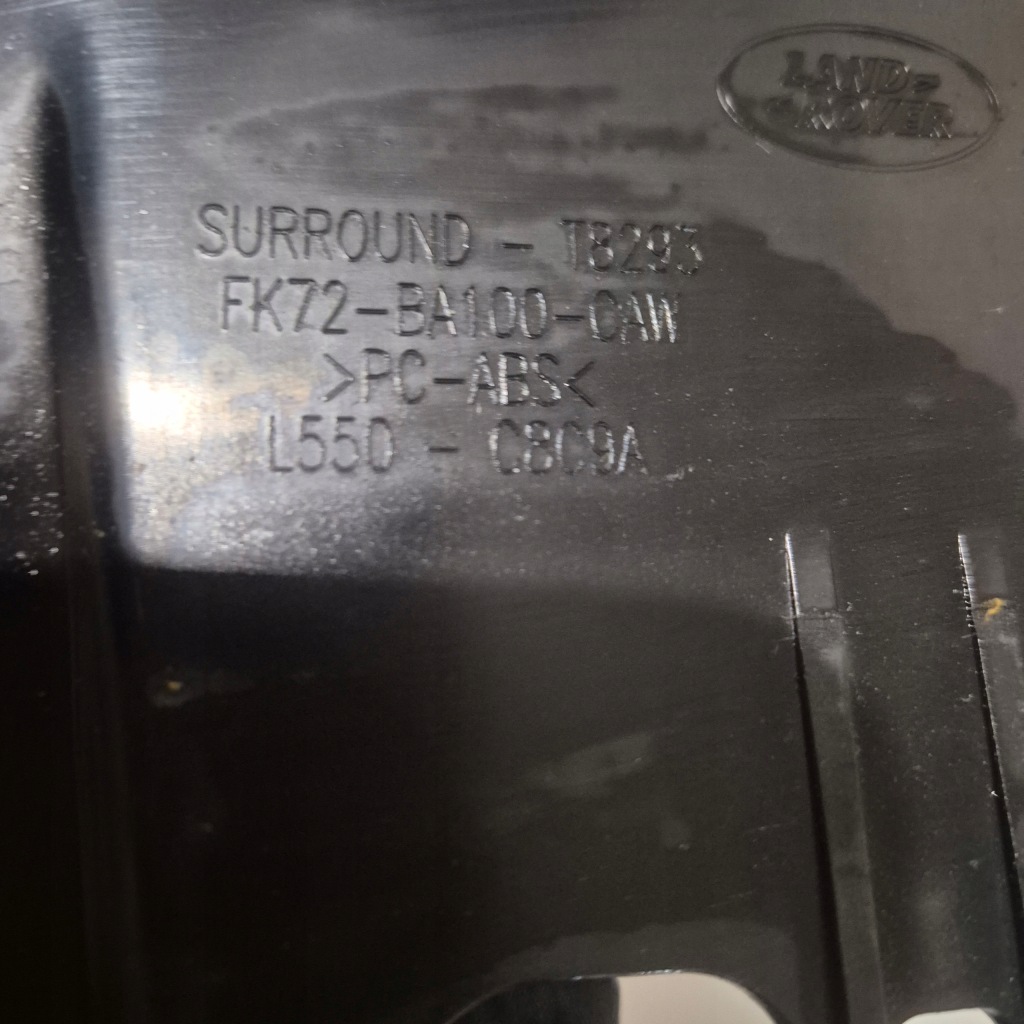 LAND-
-ROVER
SURROUND - T8293
FK72-BA100-CAW
>PC-ABS<
L550 - C8C9A